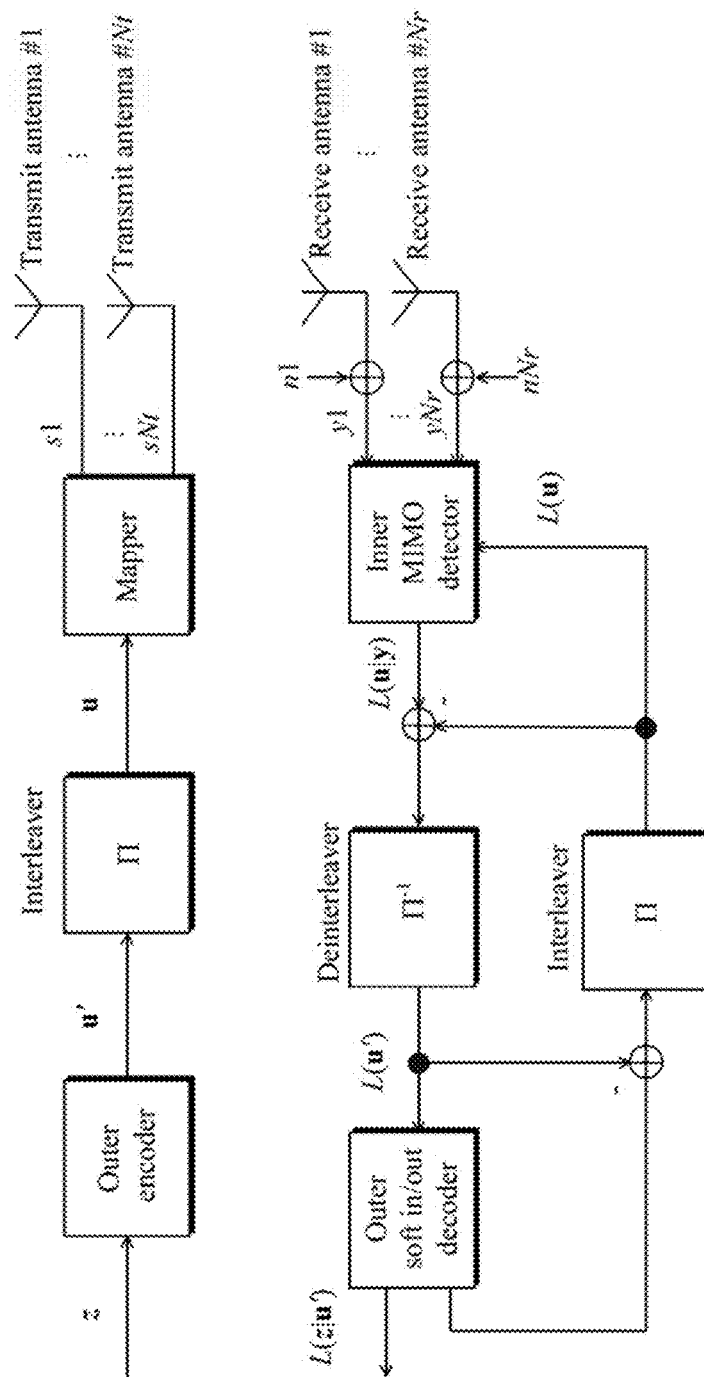 z
Outer
encoder
u'
Interleaver
Π
u
Mapper
s1
⋮
sNt
Transmit antenna #1
⋮
Transmit antenna #Nt
L(z|u')
Outer
soft in/out
decoder
L(u')
-
Deinterleaver
Π-1
Interleaver
Π
L(u|y)
-
Inner
MIMO
detector
L(u)
n1
y1
⋮
yNr
nNr
Receive antenna #1
⋮
Receive antenna #Nr